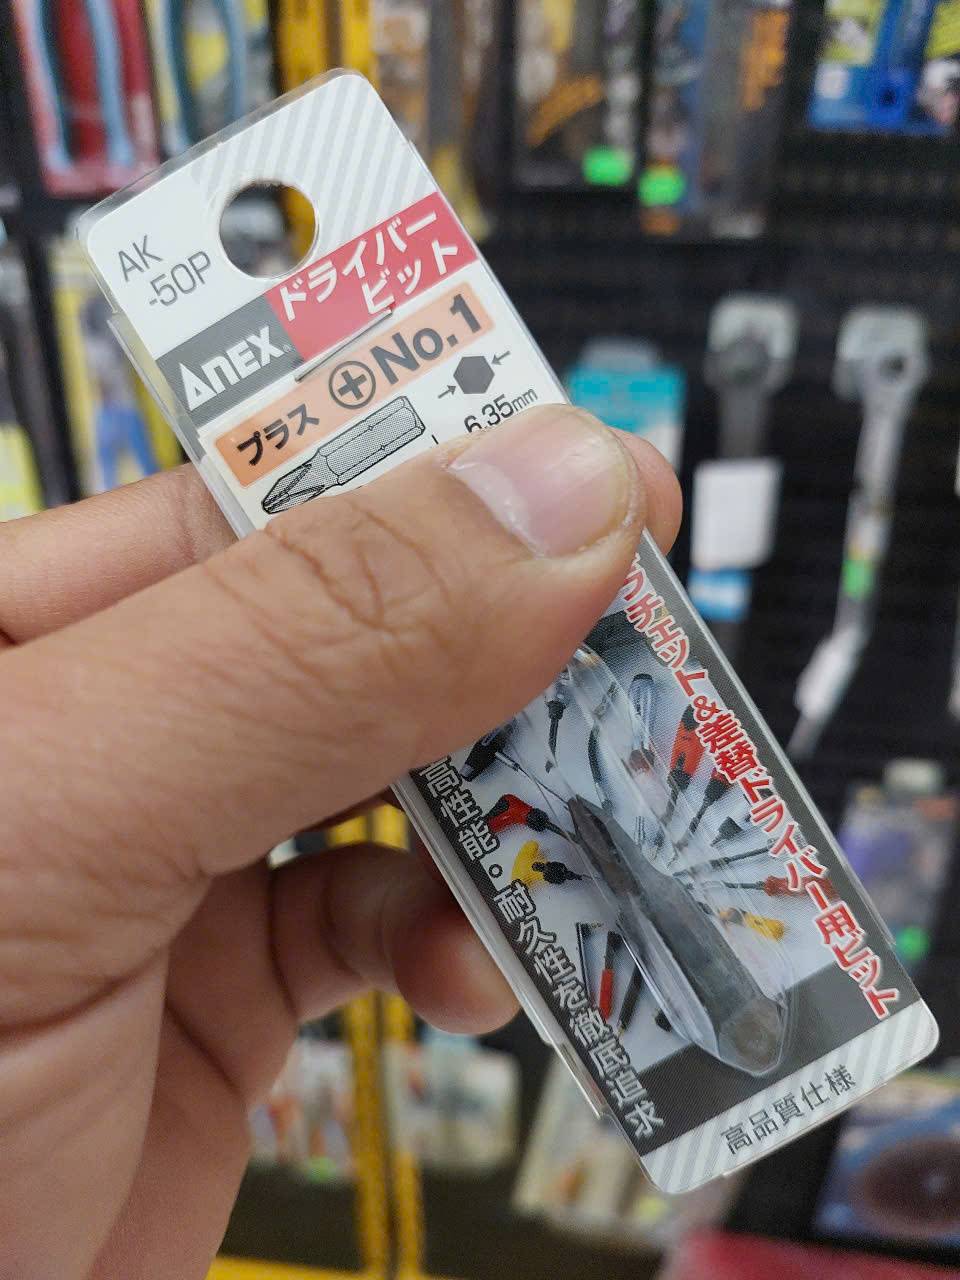 AK
-50P
ドライバー
ビット
ANEX®
プラス ⊕No.1
6.35mm
ラチェット&差替ドライバー用ビット
高性能。耐久性を徹底追求
高品質仕様